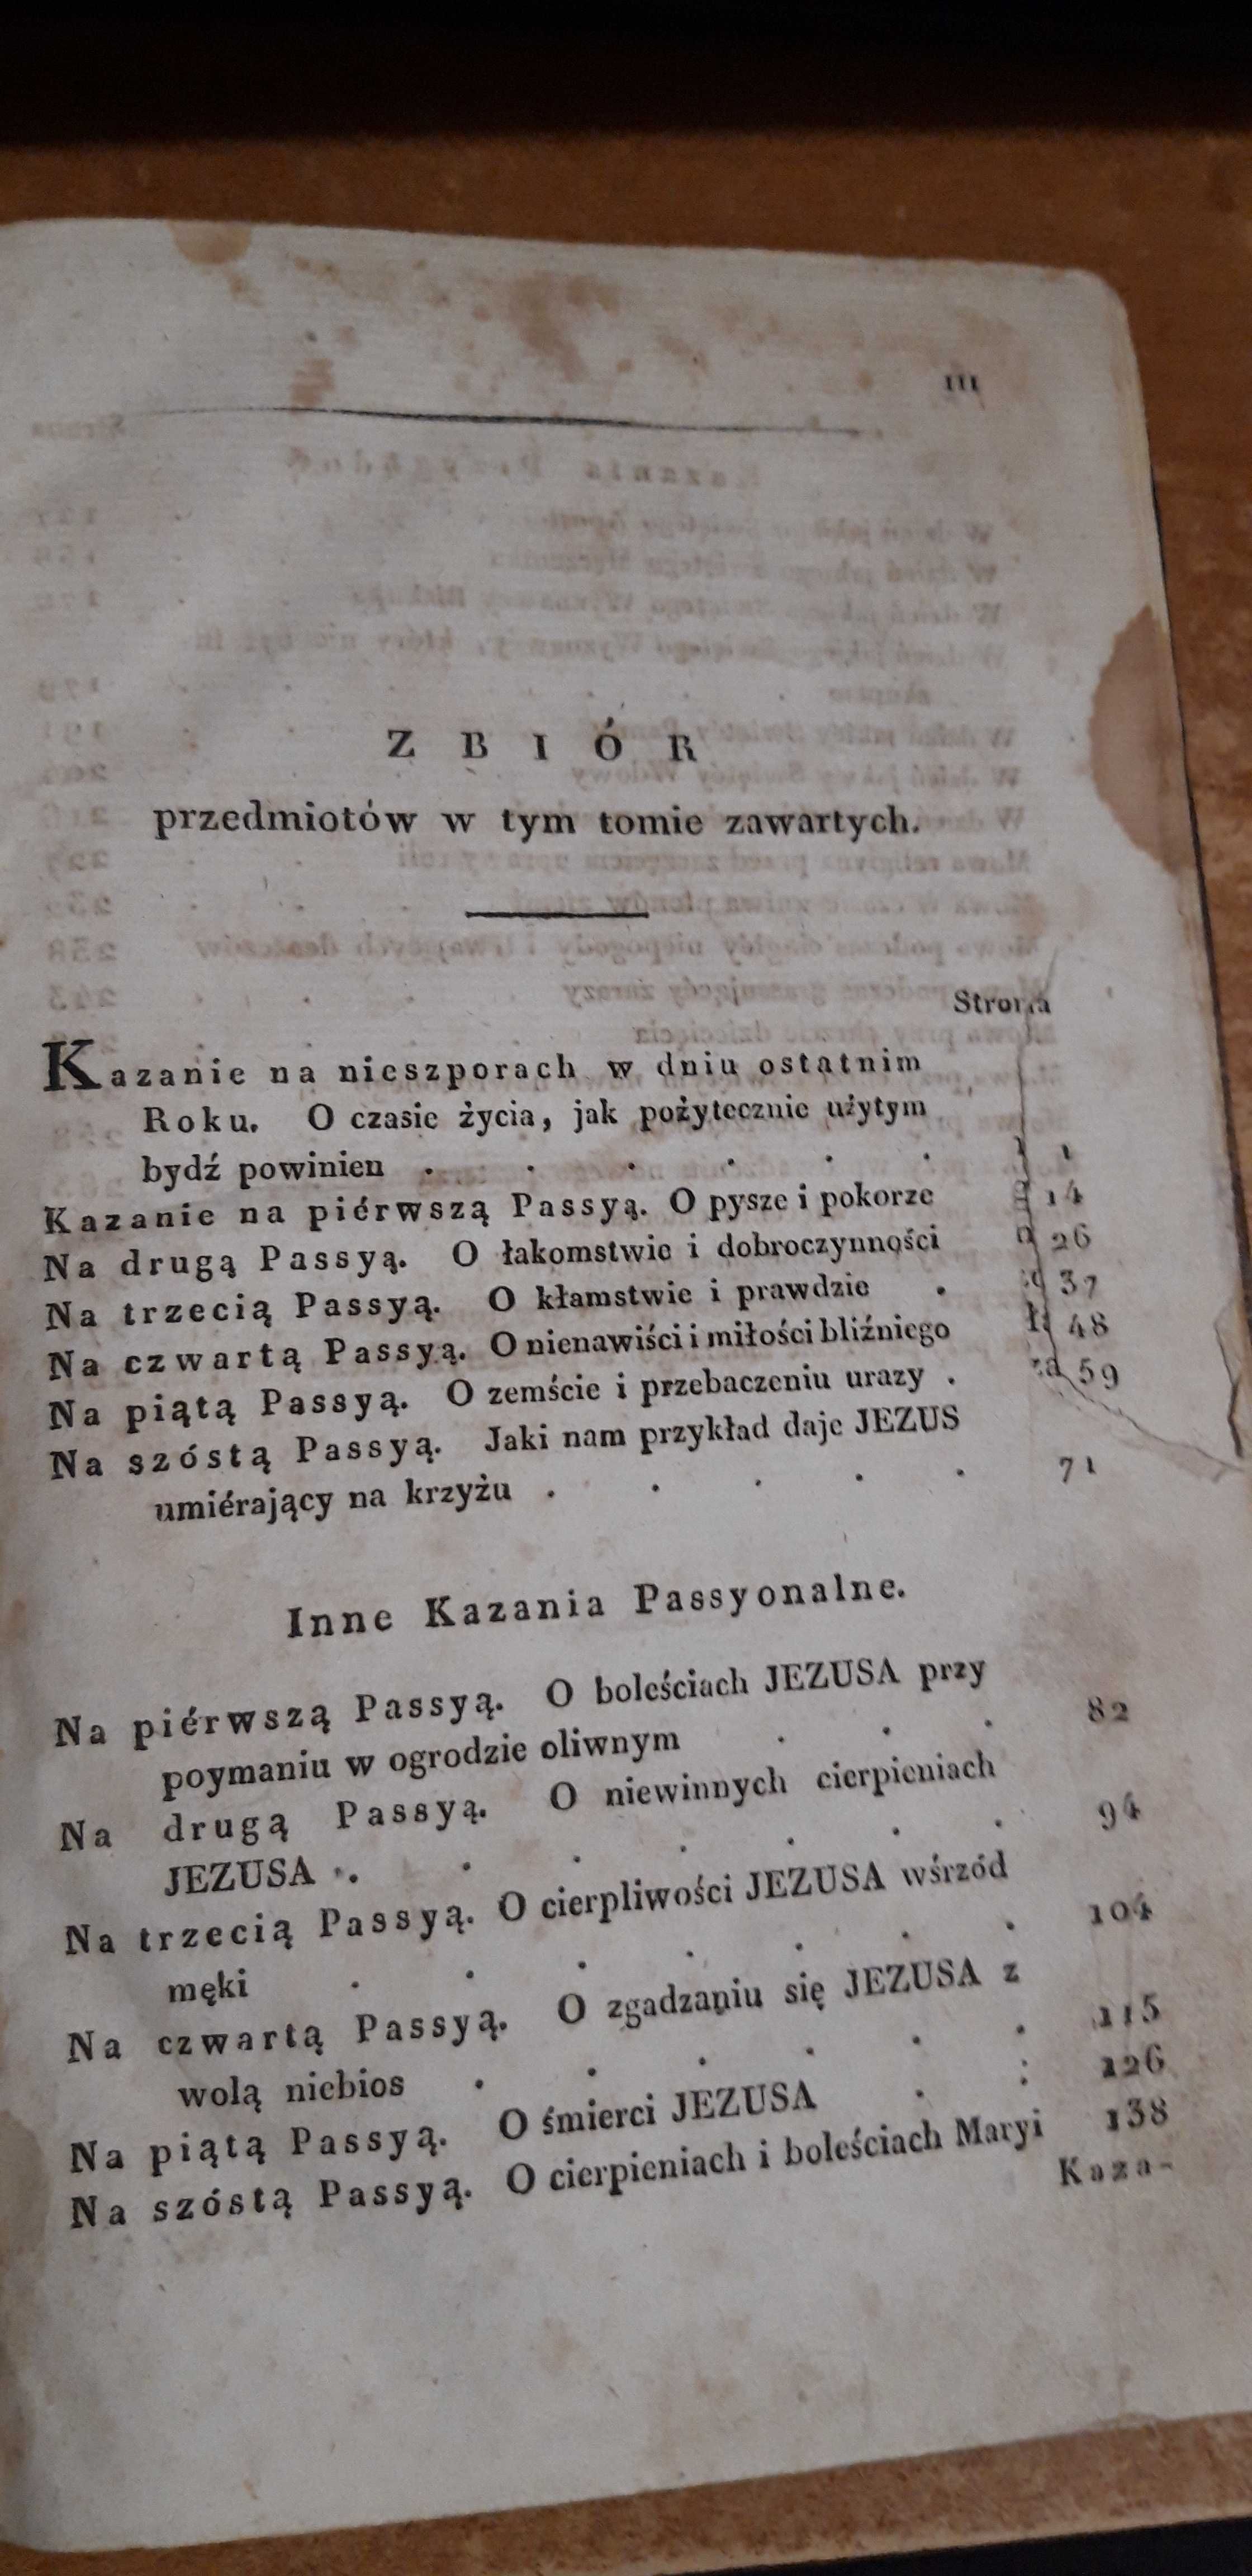 III
ZBIÓR
przedmiotów w tym tomie zawartych.
Strona
Kazanie na nieszporach w dniu ostatnim
Roku. O czasie życia, jak pożytecznie użytym
bydź powinien . . . . . . 1
Kazanie na piérwszą Passyą. O pysze i pokorze 14
Na drugą Passyą. O łakomstwie i dobroczynności 26
Na trzecią Passyą. O kłamstwie i prawdzie . 37
Na czwartą Passyą. O nienawiści i miłości bliźniego 48
Na piątą Passyą. O zemście i przebaczeniu urazy . 59
Na szóstą Passyą. Jaki nam przykład daje JEZUS
umiérający na krzyżu . . . . . 71
Inne Kazania Passyonalne.
Na piérwszą Passyą. O boleściach JEZUSA przy
poymaniu w ogrodzie oliwnym . . . 82
Na drugą Passyą. O niewinnych cierpieniach
JEZUSA . . . . . . . 94
Na trzecią Passyą. O cierpliwości JEZUSA wśrzód
męki . . . . . . . 104
Na czwartą Passyą. O zgadzaniu się JEZUSA z
wolą niebios . . . . . . 115
Na piątą Passyą. O śmierci JEZUSA . : 126
Na szóstą Passyą. O cierpieniach i boleściach Maryi 138
Kaza-